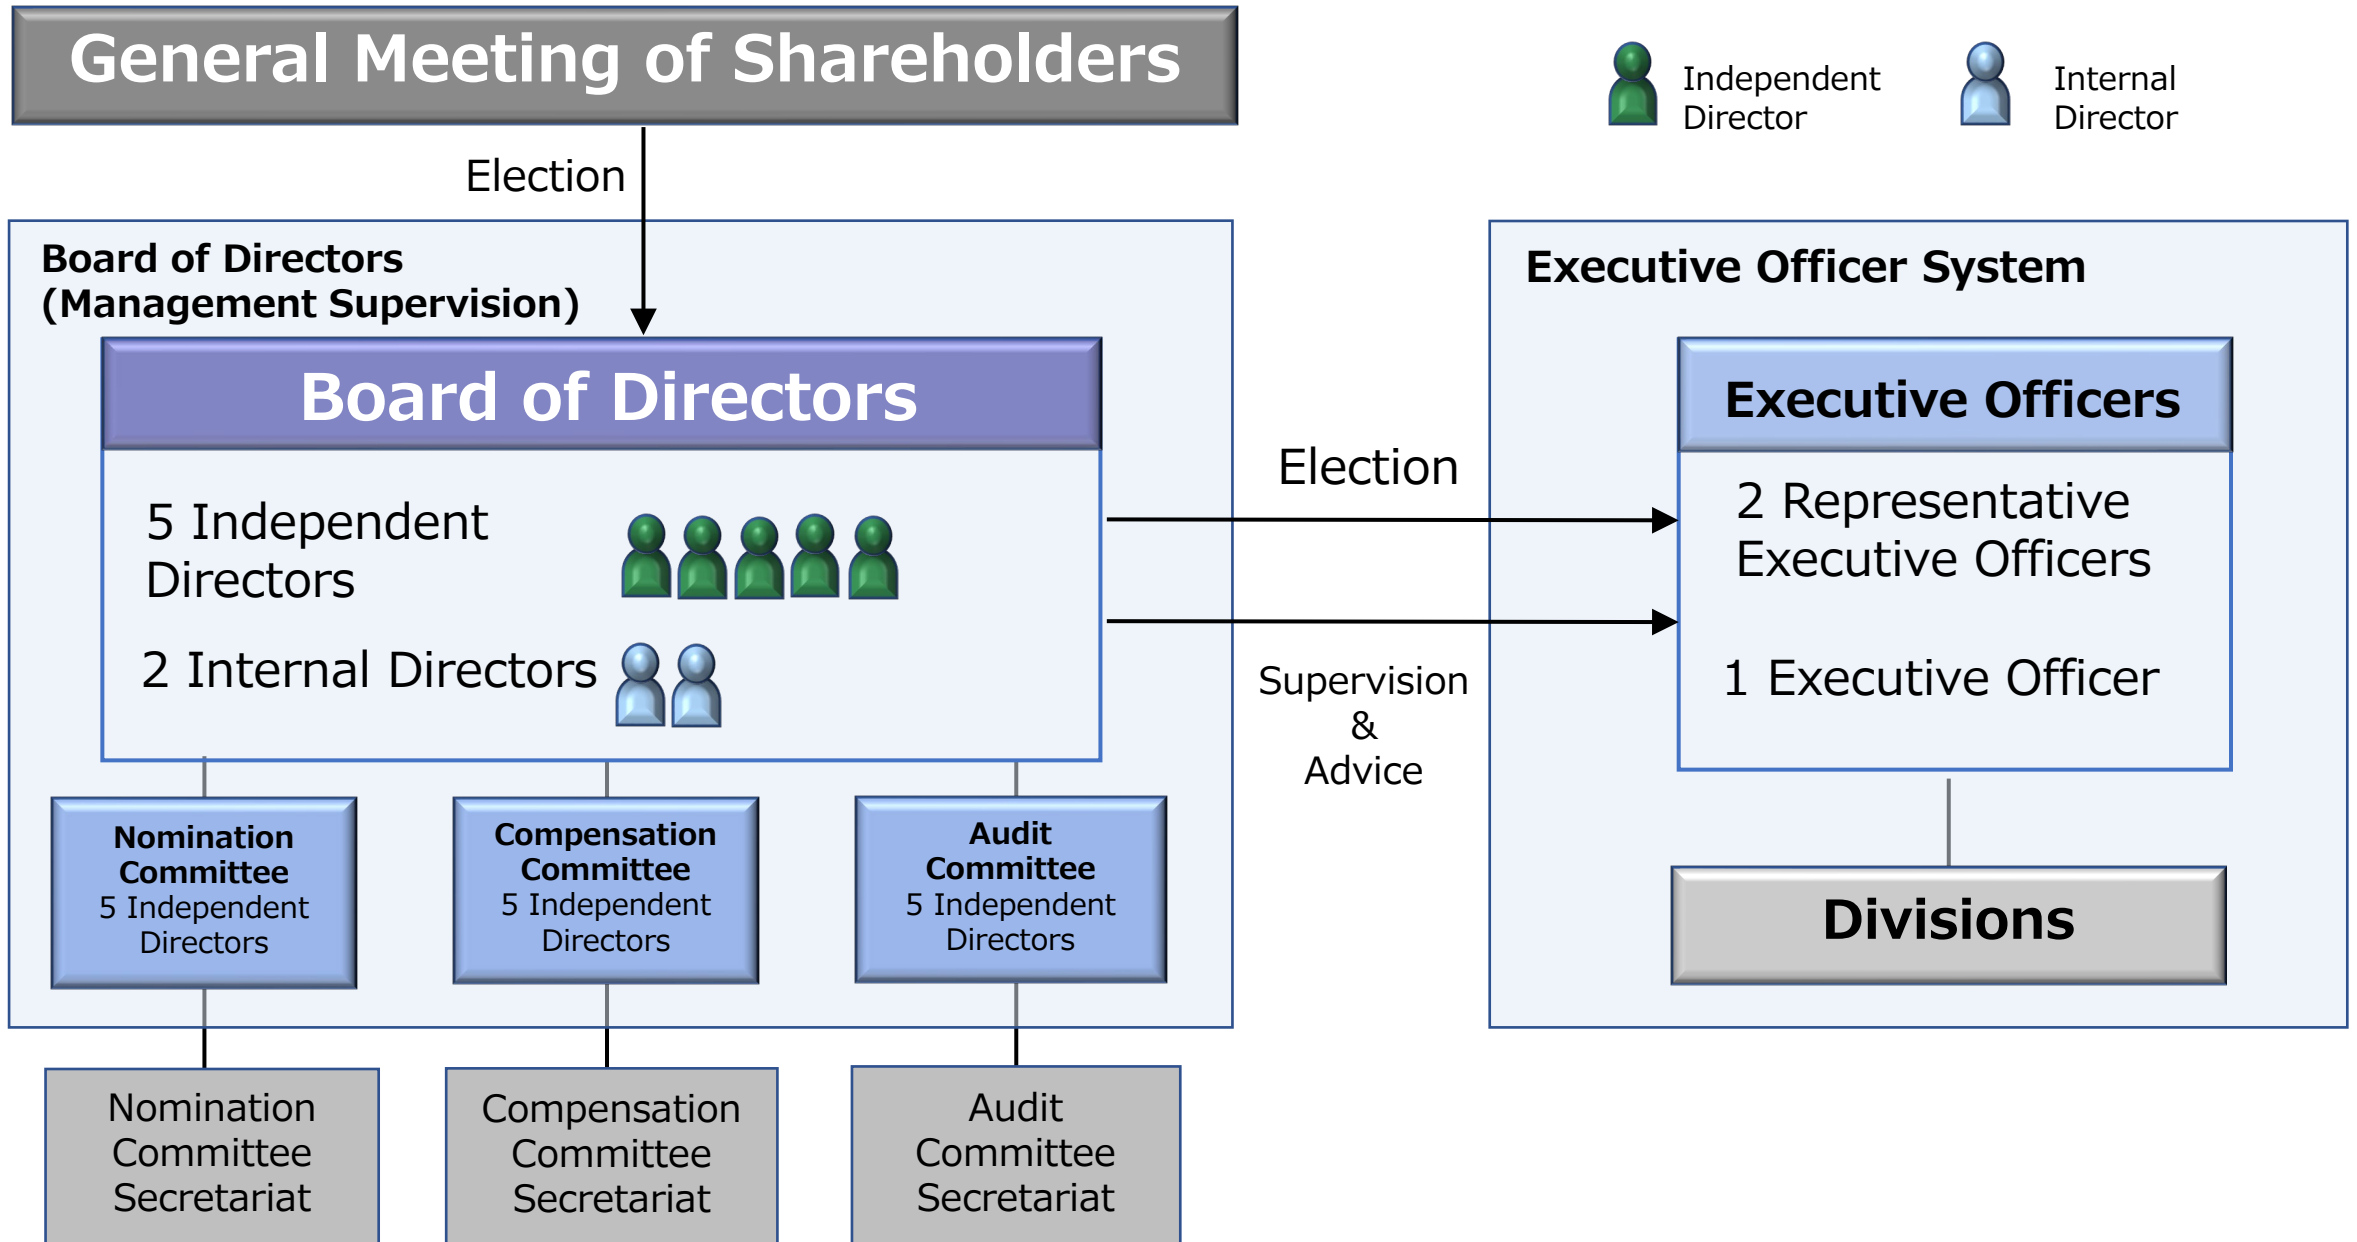 General Meeting of Shareholders
Independent
Director
Internal
Director
Election
Board of Directors
(Management Supervision)
Board of Directors
5 Independent
Directors
2 Internal Directors
Election
Supervision
&
Advice
Executive Officer System
Executive Officers
2 Representative
Executive Officers
1 Executive Officer
Divisions
Nomination
Committee
5 Independent
Directors
Compensation
Committee
5 Independent
Directors
Audit
Committee
5 Independent
Directors
Nomination
Committee
Secretariat
Compensation
Committee
Secretariat
Audit
Committee
Secretariat